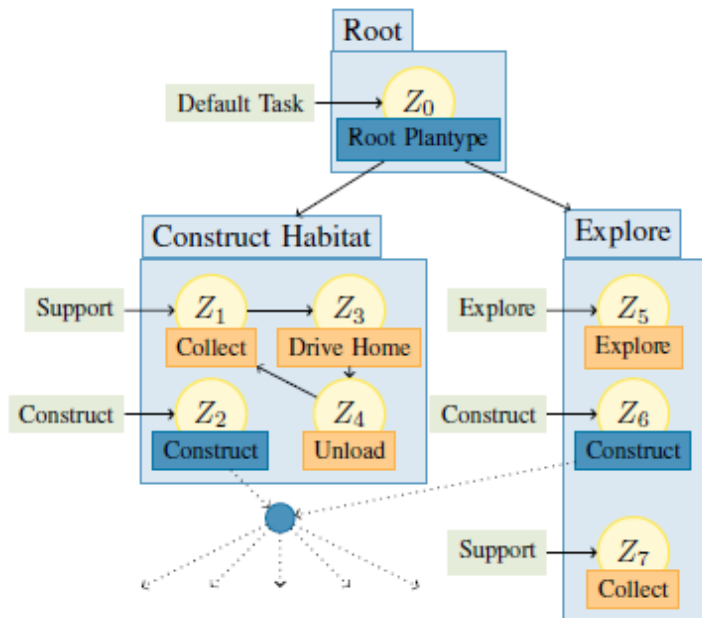 Root
Default Task
Z0
Root Plantype
Construct Habitat
Explore
Support
Z1
Z3
Collect
Drive Home
Construct
Z2
Z4
Construct
Unload
Explore
Z5
Explore
Construct
Z6
Construct
Support
Z7
Collect